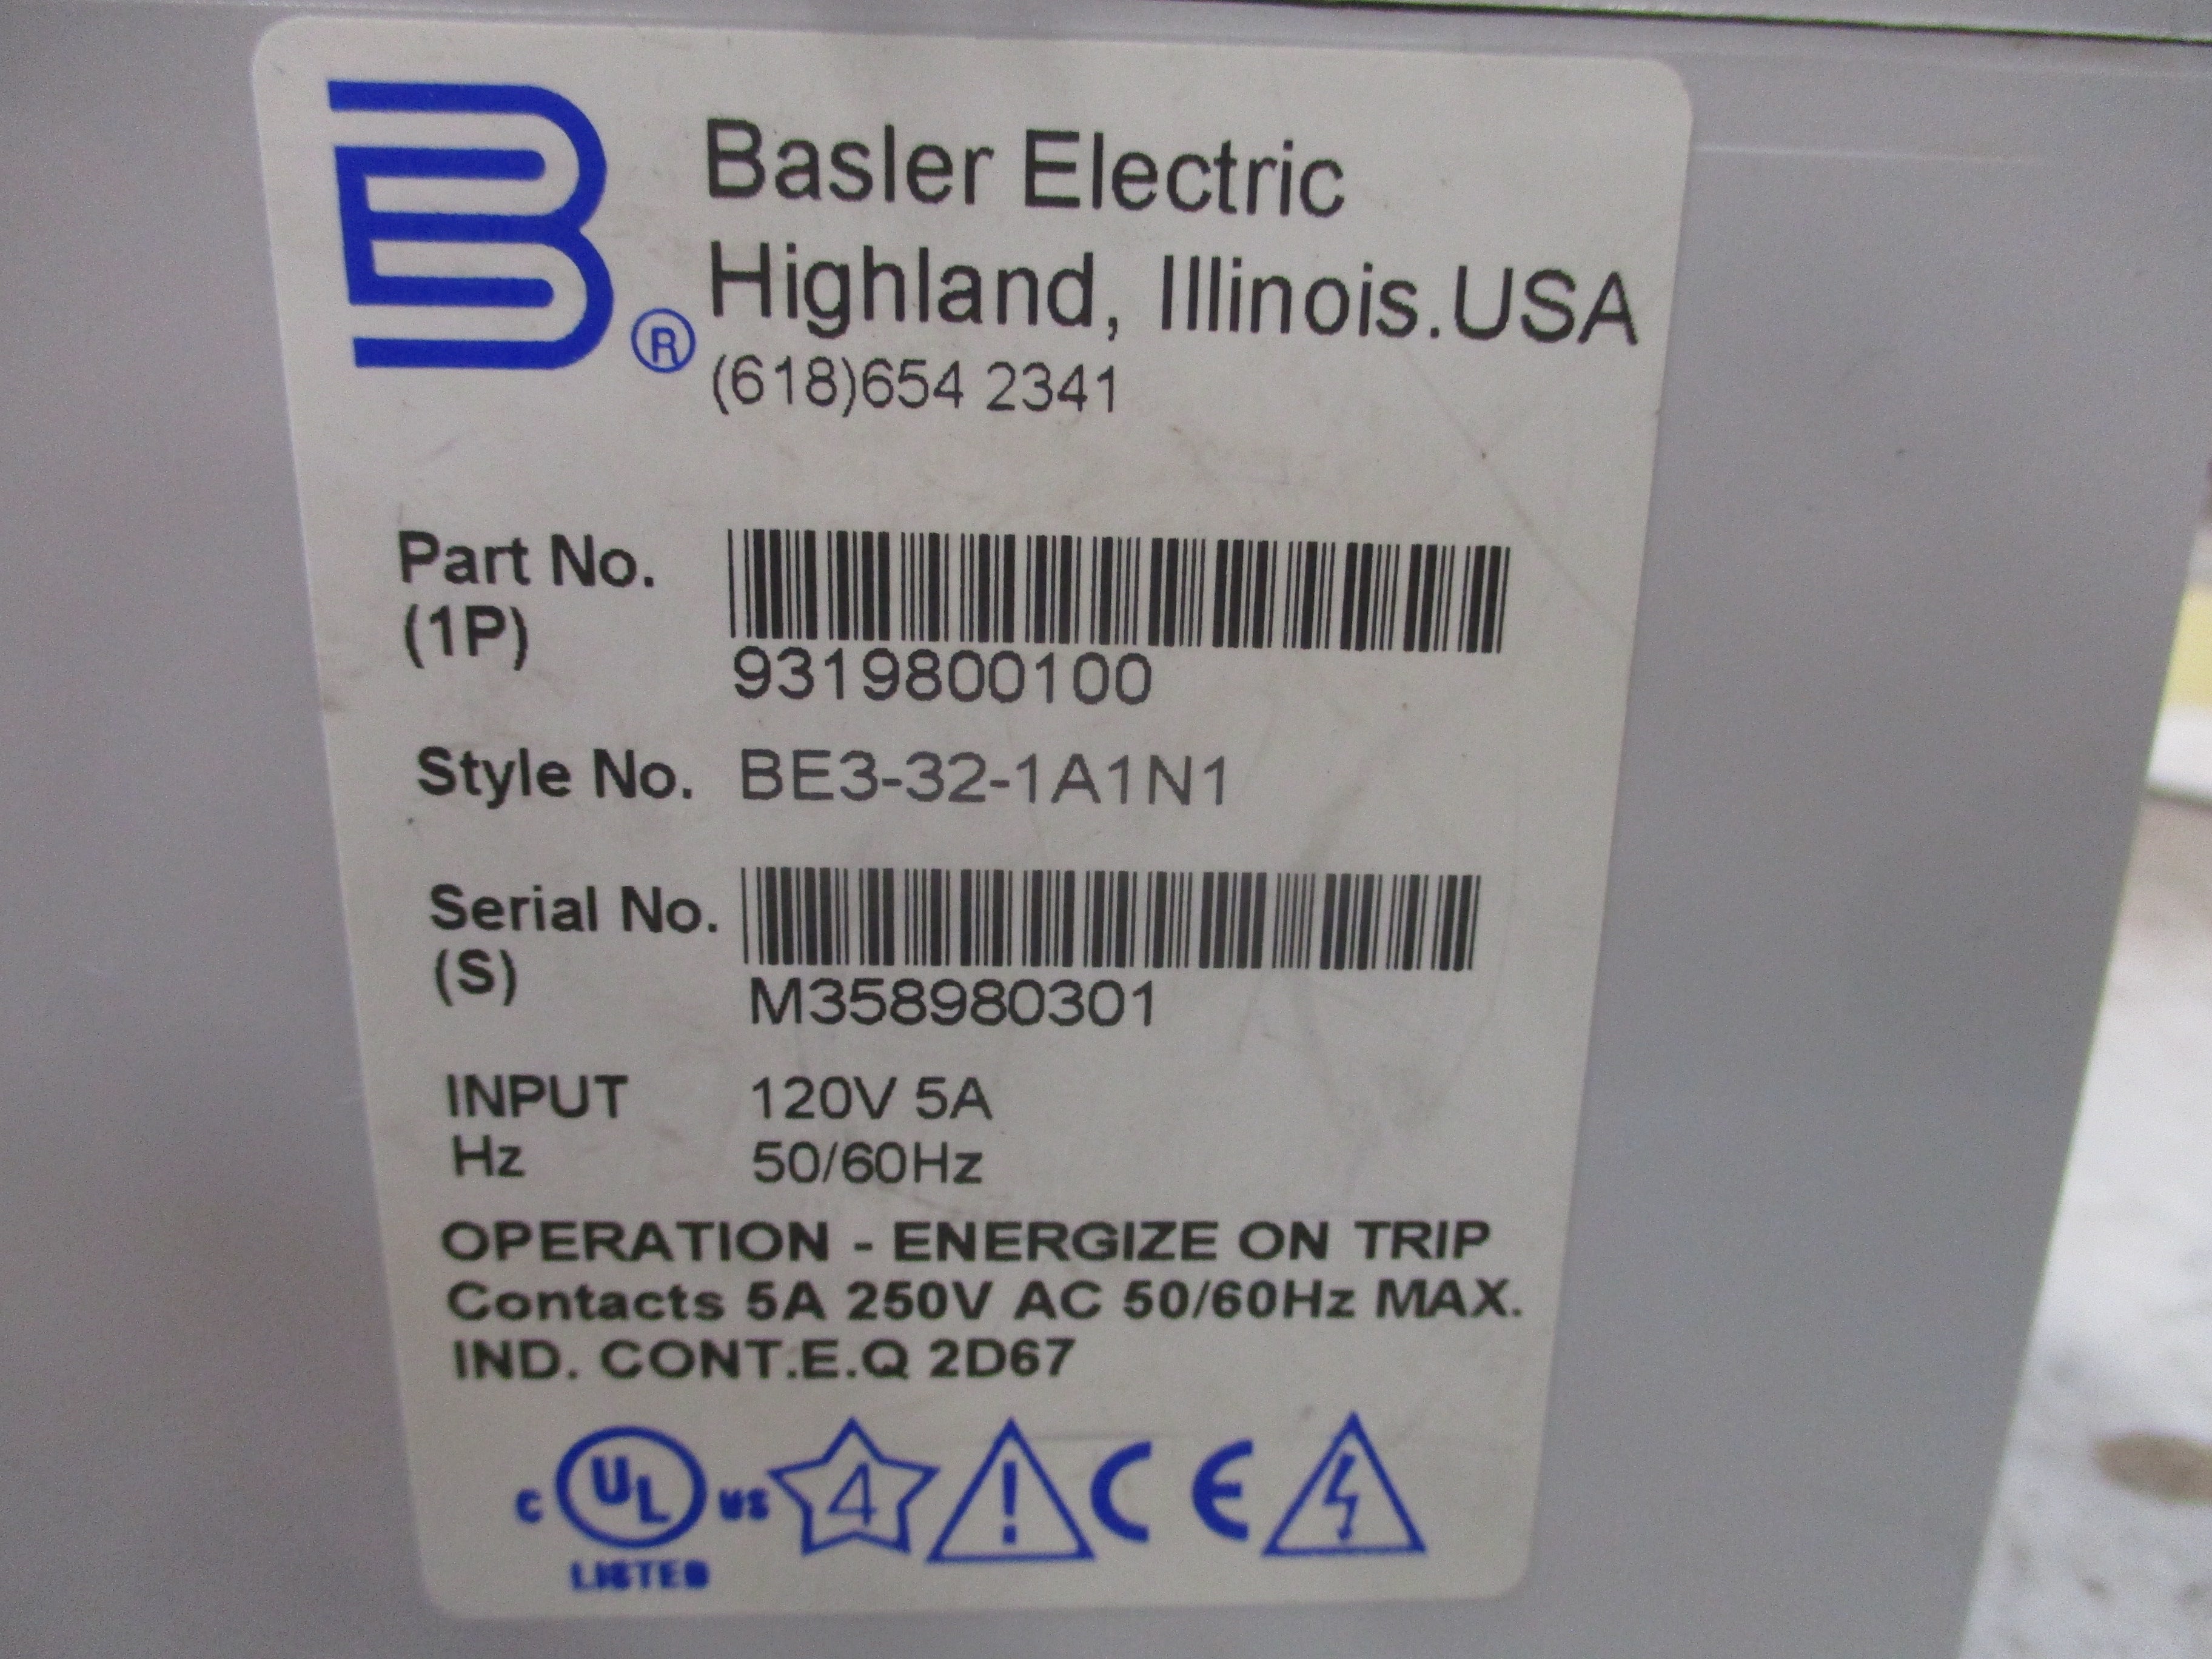 Basler Electric
Highland, Illinois.USA
®
(618)654 2341
Part No.
(1P)
9319800100
Style No. BE3-32-1A1N1
Serial No.
(S)
M358980301
INPUT 120V 5A
Hz 50/60Hz
OPERATION - ENERGIZE ON TRIP
Contacts 5A 250V AC 50/60Hz MAX.
IND. CONT.E.Q 2D67
C UL US 4 ! CE
LISTED